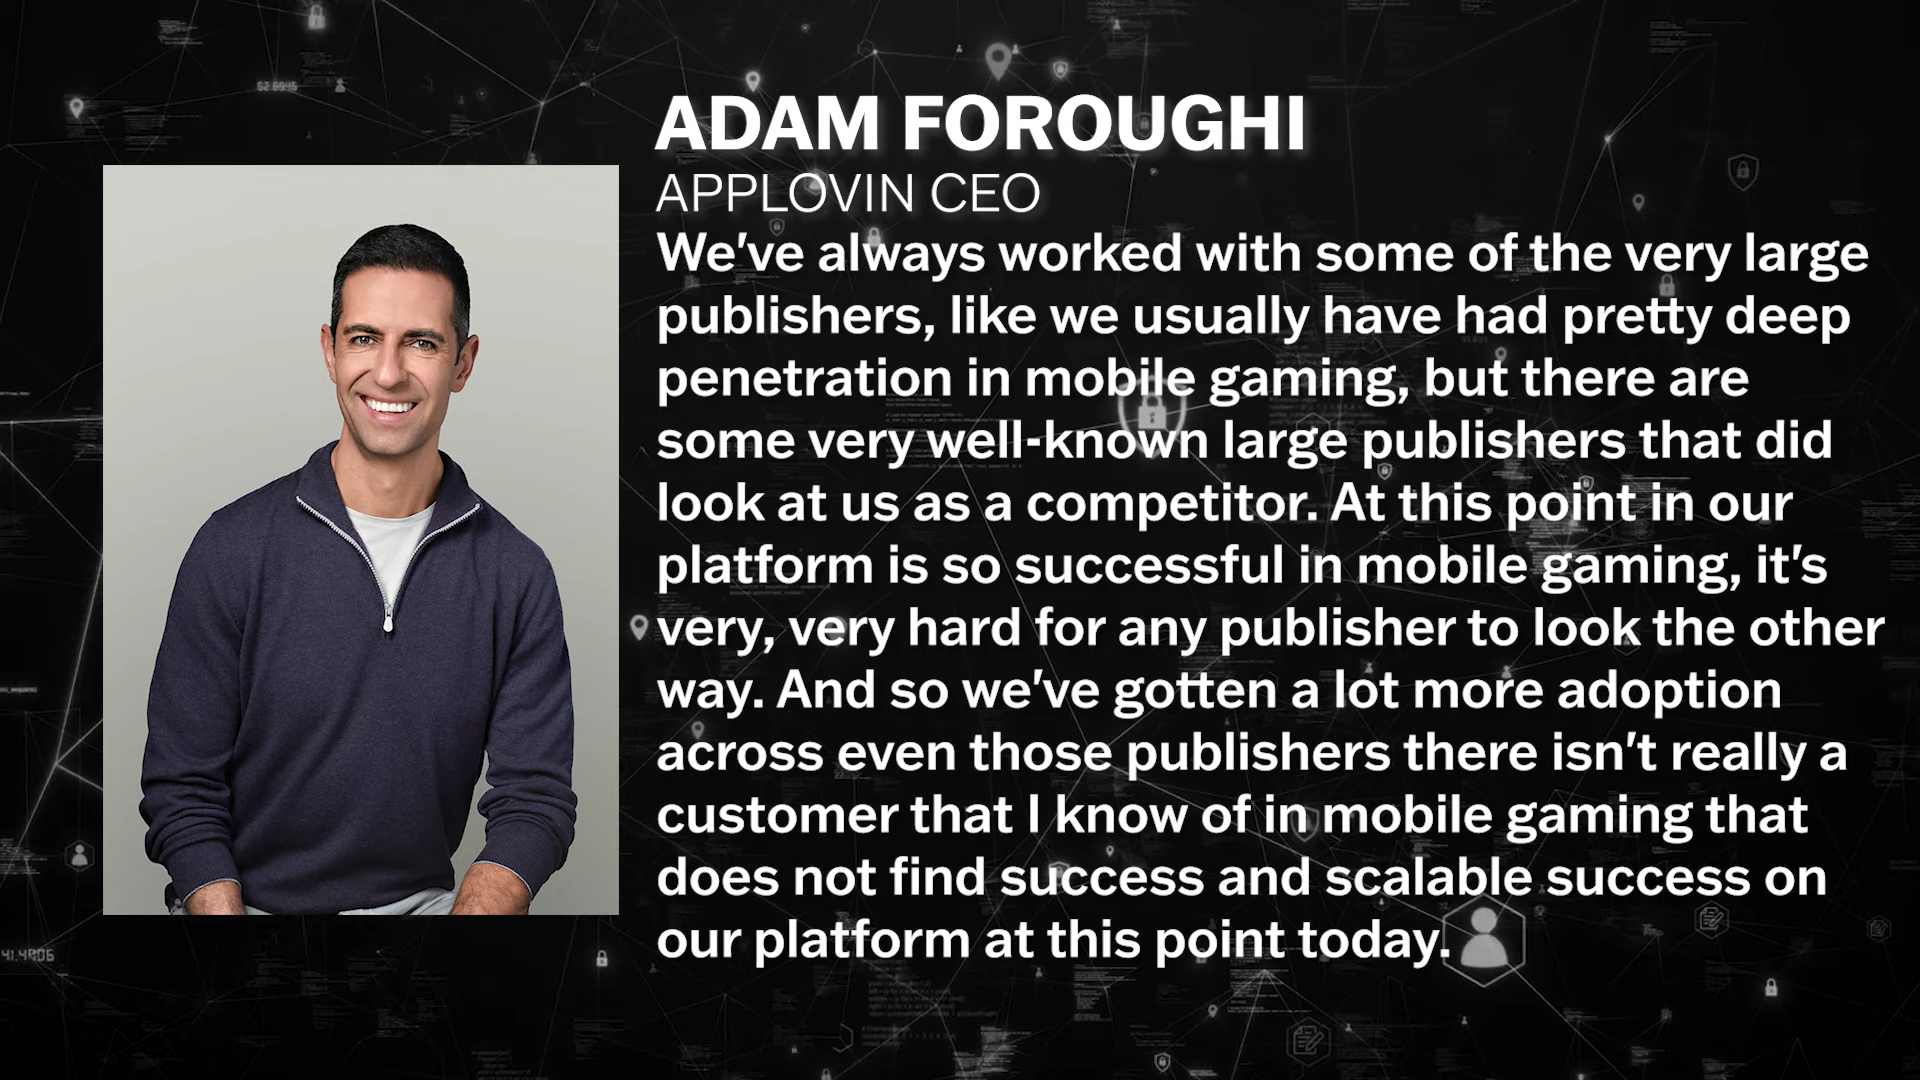 ADAM FOROUGHI
APPLOVIN CEO
We've always worked with some of the very large
publishers, like we usually have had pretty deep
penetration in mobile gaming, but there are
some very well-known large publishers that did
look at us as a competitor. At this point in our
platform is so successful in mobile gaming, it's
very, very hard for any publisher to look the other
way. And so we've gotten a lot more adoption
across even those publishers there isn't really a
customer that I know of in mobile gaming that
does not find success and scalable success on
our platform at this point today.